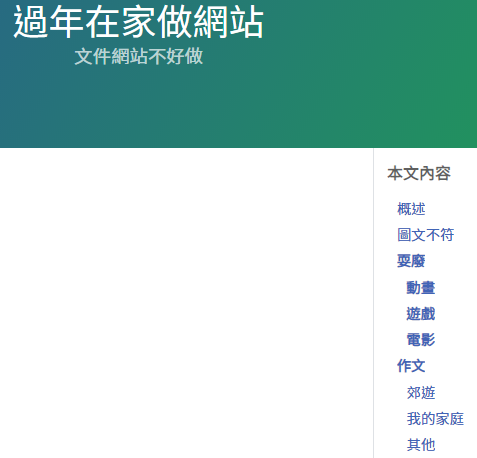 過年在家做網站
文件網站不好做
本文內容
概述
圖文不符
耍廢
動畫
遊戲
電影
作文
郊遊
我的家庭
其他